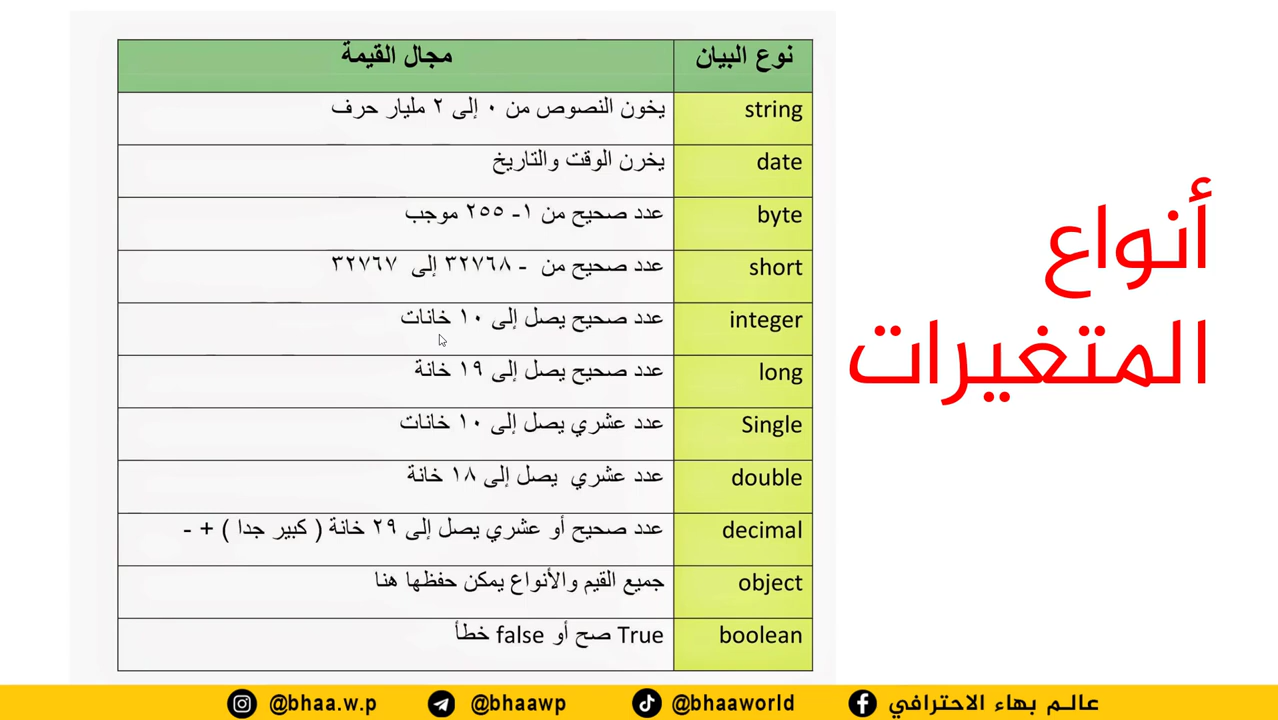 أنواع
المتغيرات
نوع البيان مجال القيمة
string يخون النصوص من ٠ إلى ٢ مليار حرف
date يخرن الوقت والتاريخ
byte عدد صحيح من ١- ٢٥٥ موجب
short عدد صحيح من - ٣٢٧٦٨ إلى ٣٢٧٦٧
integer عدد صحيح يصل إلى ١٠ خانات
long عدد صحيح يصل إلى ١٩ خانة
Single عدد عشري يصل إلى ١٠ خانات
double عدد عشري يصل إلى ١٨ خانة
decimal عدد صحيح أو عشري يصل إلى ٢٩ خانة ( كبير جدا ) + -
object جميع القيم والأنواع يمكن حفظها هنا
boolean True صح أو false خطأ
@bhaa.w.p @bhaawp @bhaaworld عالم بهاء الاحترافي